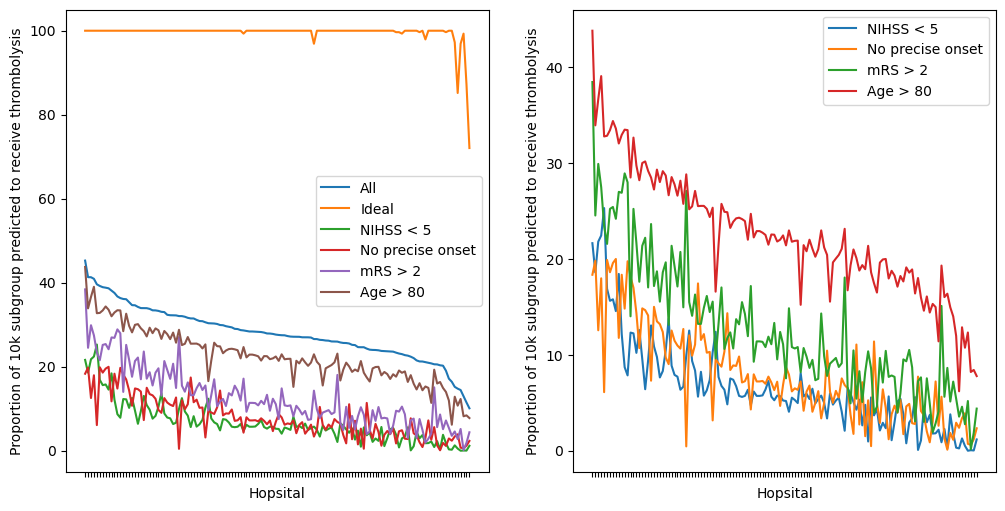 Proportion of 10k subgroup predicted to receive thrombolysis
100
80
60
40
20
0
All
Ideal
NIHSS < 5
No precise onset
mRS > 2
Age > 80
Hopsital
Proportion of 10k subgroup predicted to receive thrombolysis
40
30
20
10
0
NIHSS < 5
No precise onset
mRS > 2
Age > 80
Hopsital